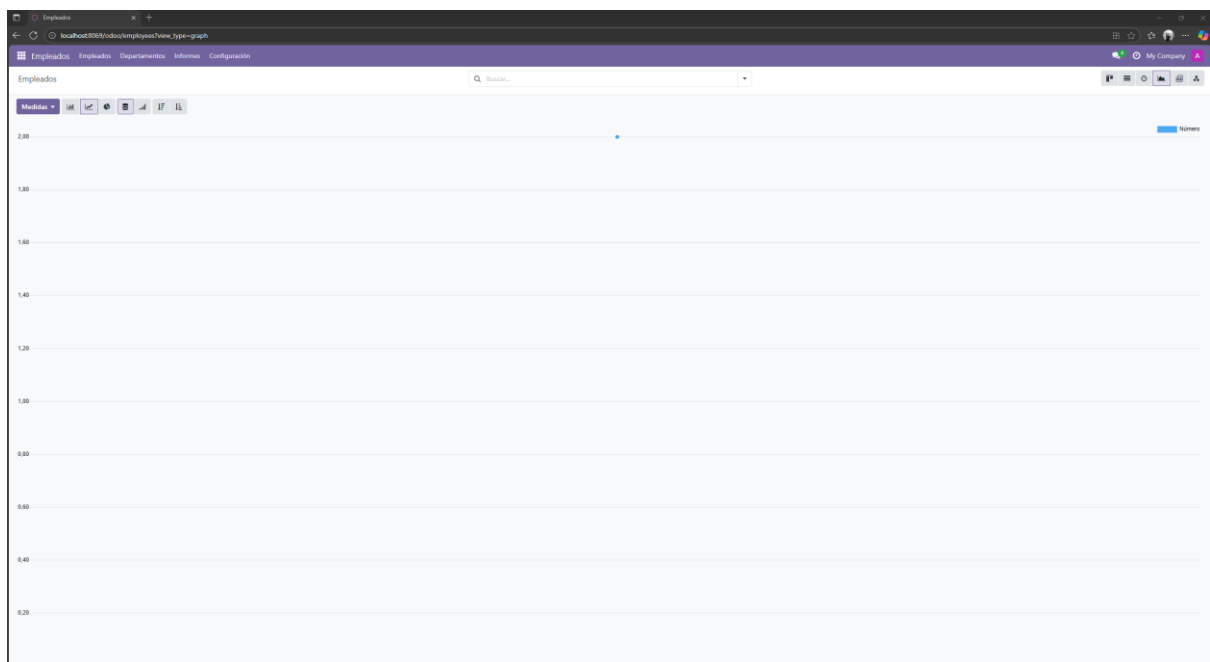 Empleados
localhost:8069/odoo/employees?view_type=graph
Empleados Empleados Departamentos Informes Configuración My Company A
Empleados Buscar...
Medidas
Número
2,00
1,80
1,60
1,40
1,20
1,00
0,80
0,60
0,40
0,20